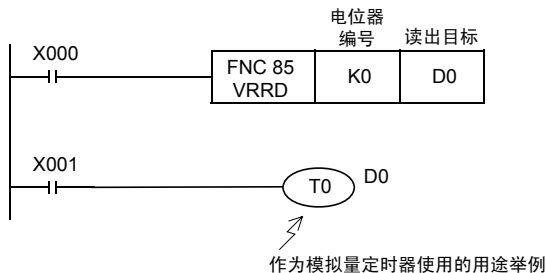 电位器
编号 读出目标
X000
FNC 85
VRRD K0 D0
X001
T0 D0
作为模拟量定时器使用的用途举例